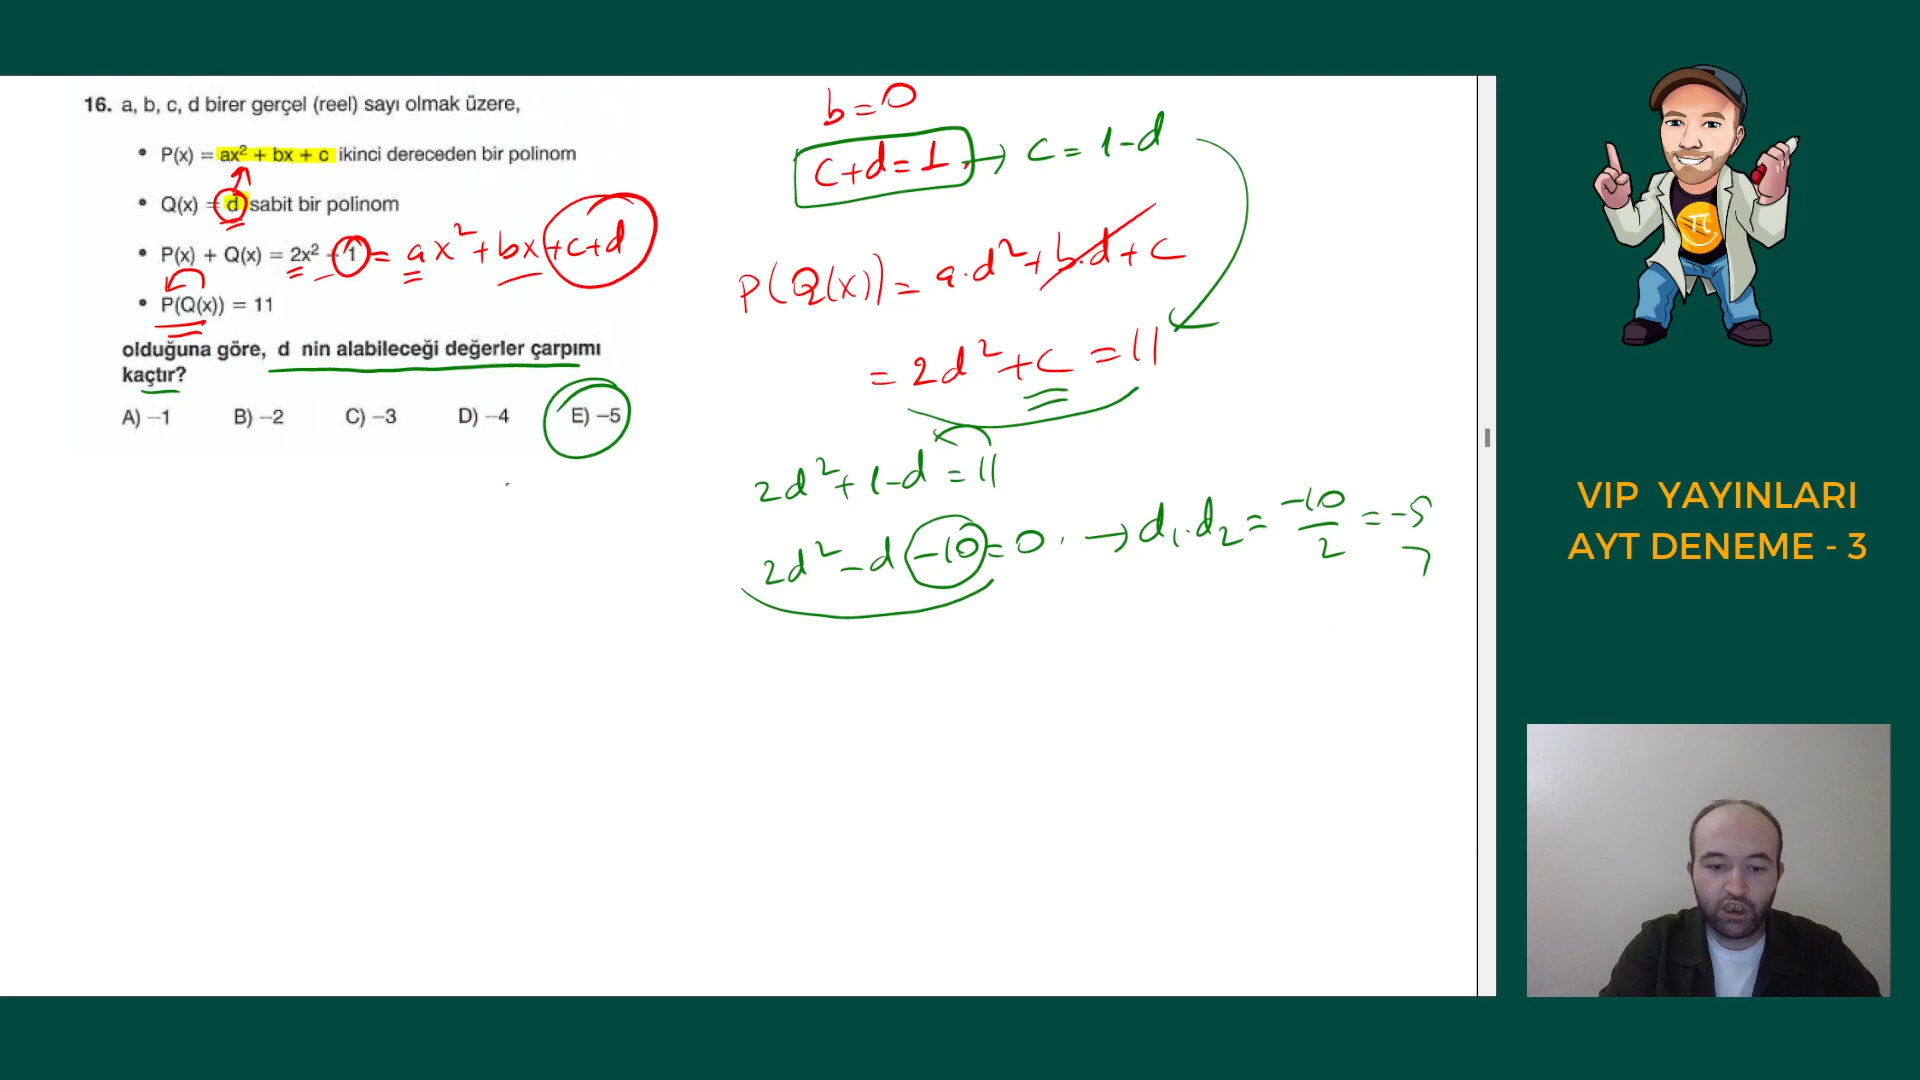 16. a, b, c, d birer gerçel (reel) sayı olmak üzere,
• P(x) = ax² + bx + c ikinci dereceden bir polinom
• Q(x) = d sabit bir polinom
• P(x) + Q(x) = 2x² + 1 = ax² + bx + c + d
• P(Q(x)) = 11
olduğuna göre, d nin alabileceği değerler çarpımı
kaçtır?
A) –1 B) –2 C) –3 D) –4 E) –5
b = 0
c + d = 1 → c = 1 - d
P(Q(x)) = a.d² + b.d + c
= 2d² + c = 11
2d² + 1 - d = 11
2d² - d - 10 = 0 → d₁.d₂ = -10/2 = -5
VIP YAYINLARI
AYT DENEME - 3
π